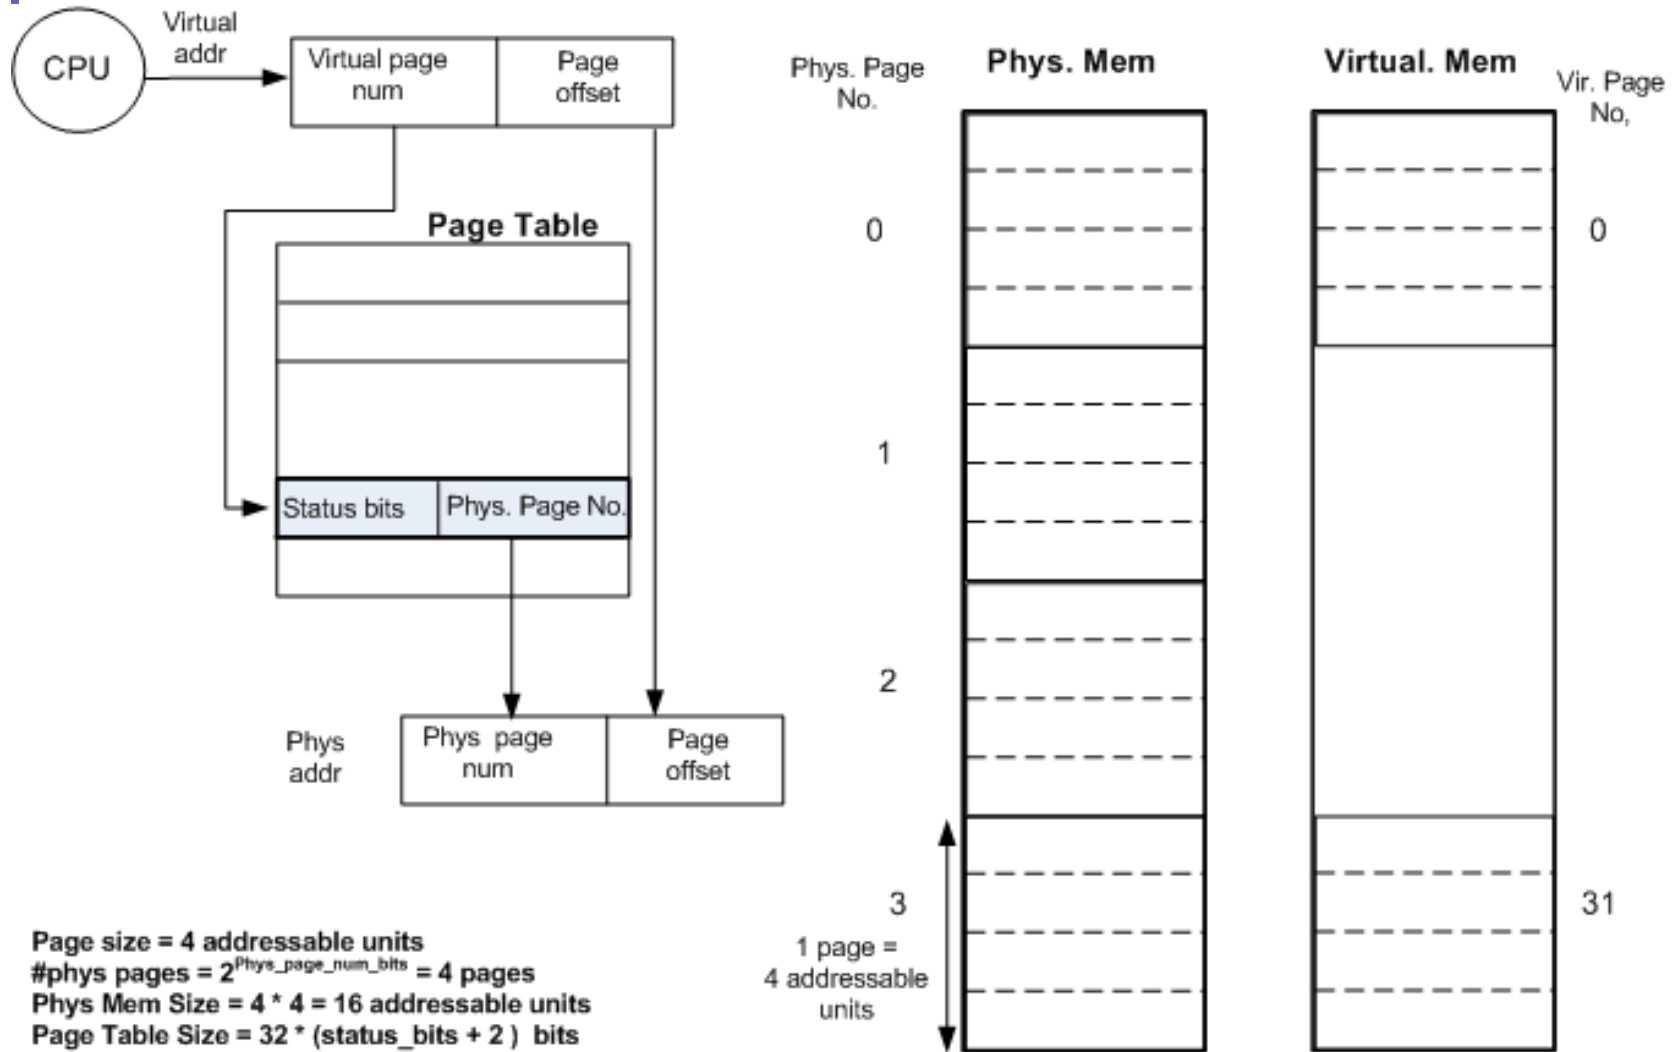 CPU
Virtual
addr
Virtual page
num
Page
offset
Page Table
Status bits
Phys. Page No.
Phys
addr
Phys page
num
Page
offset
Page size = 4 addressable units
#phys pages = 2^Phys_page_num_bits = 4 pages
Phys Mem Size = 4 * 4 = 16 addressable units
Page Table Size = 32 * (status_bits + 2 ) bits
Phys. Page
No.
Phys. Mem
0
1
2
3
1 page =
4 addressable
units
Virtual. Mem
Vir. Page
No,
0
31